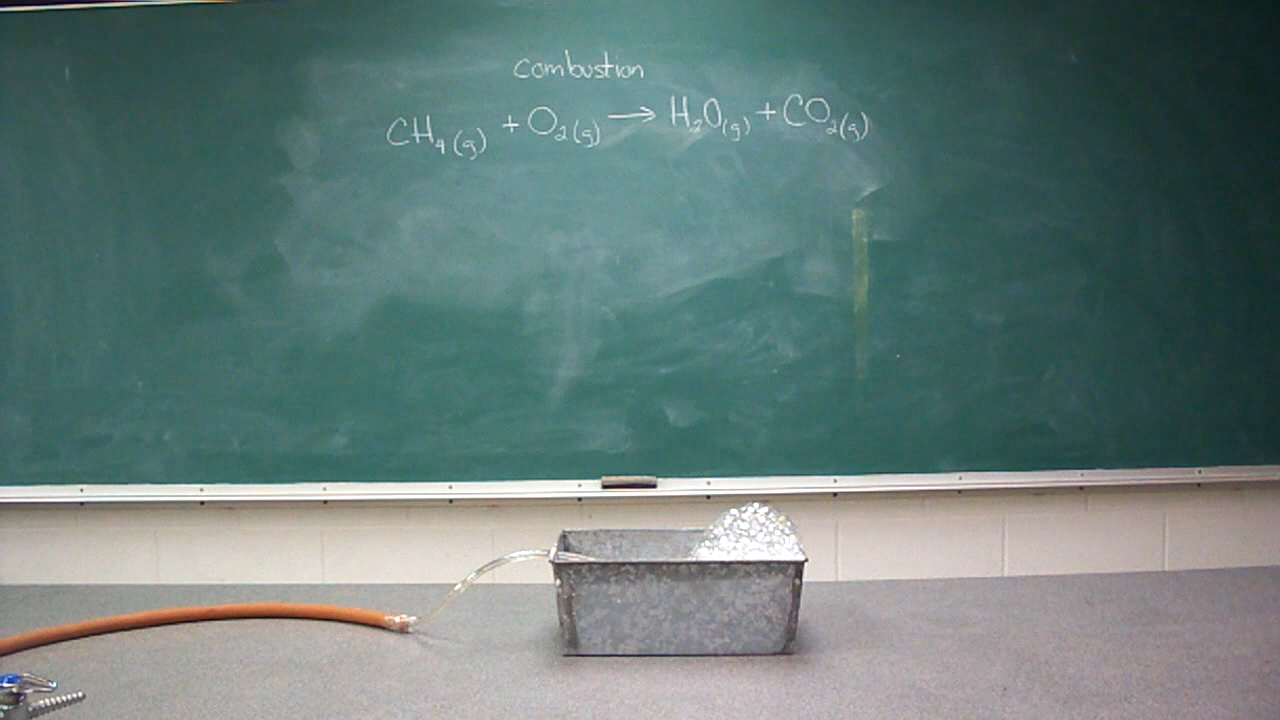 combustion
CH₄(g) + O₂(g) → H₂O(g) + CO₂(g)